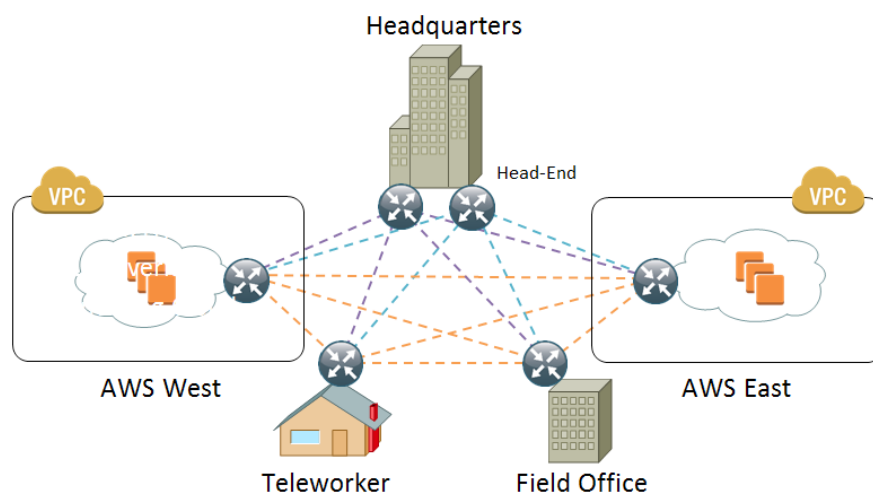 Headquarters
Head-End
VPC
VPC
AWS West
AWS East
Teleworker
Field Office